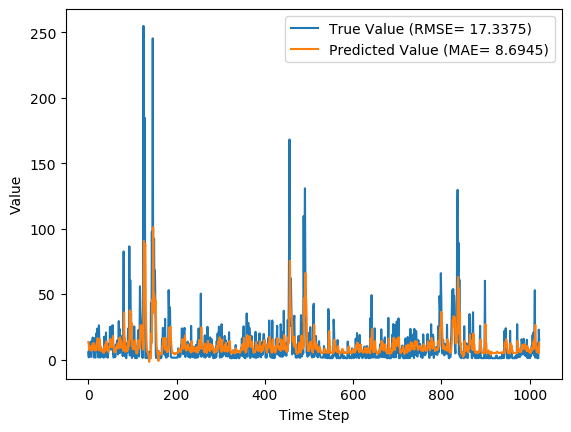 True Value (RMSE= 17.3375)
Predicted Value (MAE= 8.6945)
250
200
150
100
50
0
Value
0 200 400 600 800 1000
Time Step